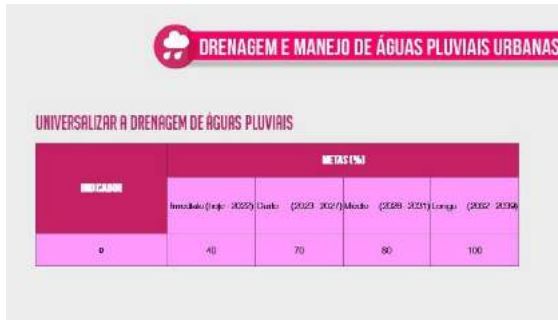 DRENAGEM E MANEJO DE ÁGUAS PLUVIAIS URBANAS
UNIVERSALIZAR A DRENAGEM DE ÁGUAS PLUVIAIS
INDICADOR
METAS (%)
Imediato (hoje - 2022) Curto (2023 2027) Médio (2028 2031) Longo (2032 2039)
0 40 70 80 100